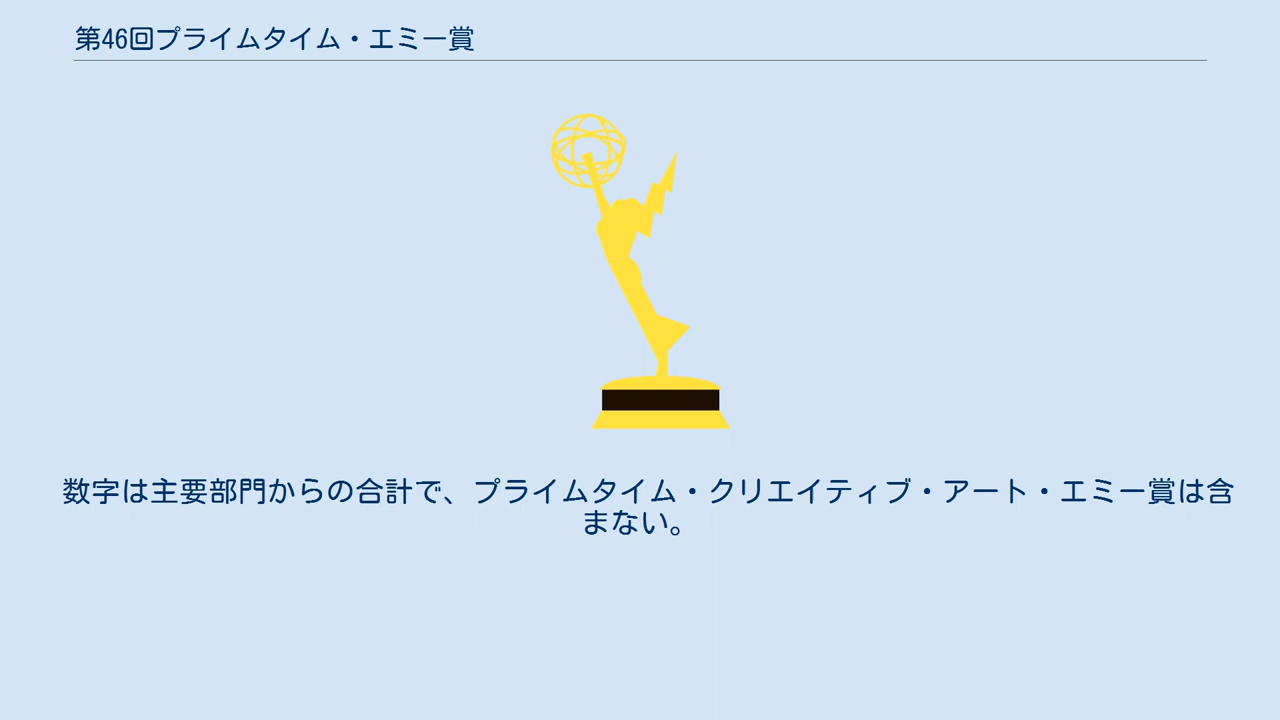 第46回プライムタイム・エミー賞
数字は主要部門からの合計で、プライムタイム・クリエイティブ・アート・エミー賞は含
まない。